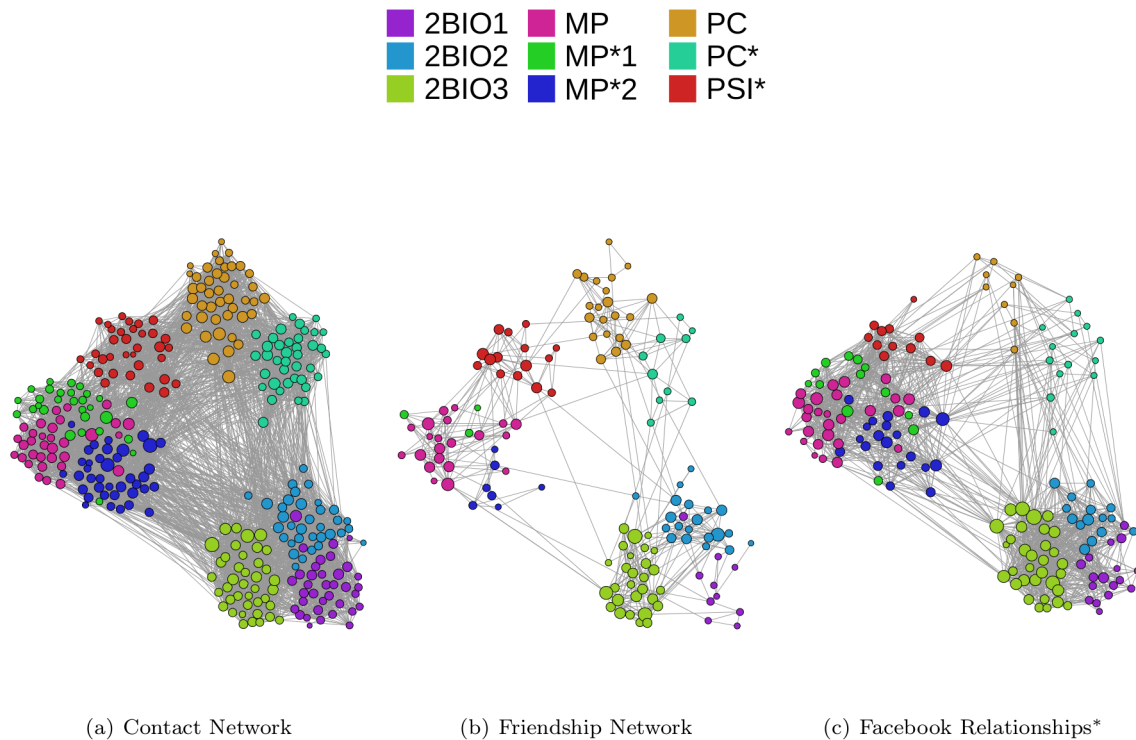 2BIO1 MP PC
2BIO2 MP*1 PC*
2BIO3 MP*2 PSI*
(a) Contact Network
(b) Friendship Network
(c) Facebook Relationships*